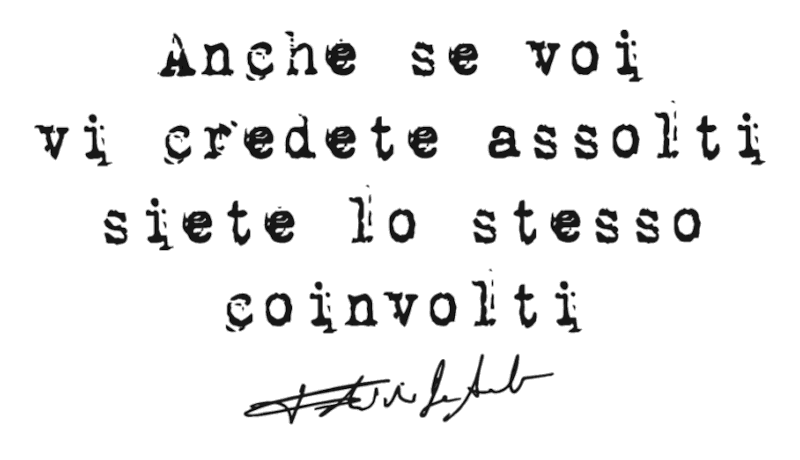 Anche se voi
vi credete assolti
siete lo stesso
coinvolti